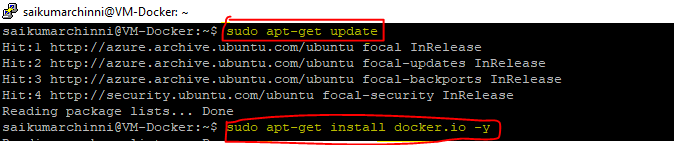 saikumarchinni@VM-Docker: ~
saikumarchinni@VM-Docker:~$ sudo apt-get update
Hit:1 http://azure.archive.ubuntu.com/ubuntu focal InRelease
Hit:2 http://azure.archive.ubuntu.com/ubuntu focal-updates InRelease
Hit:3 http://azure.archive.ubuntu.com/ubuntu focal-backports InRelease
Hit:4 http://security.ubuntu.com/ubuntu focal-security InRelease
Reading package lists... Done
saikumarchinni@VM-Docker:~$ sudo apt-get install docker.io -y